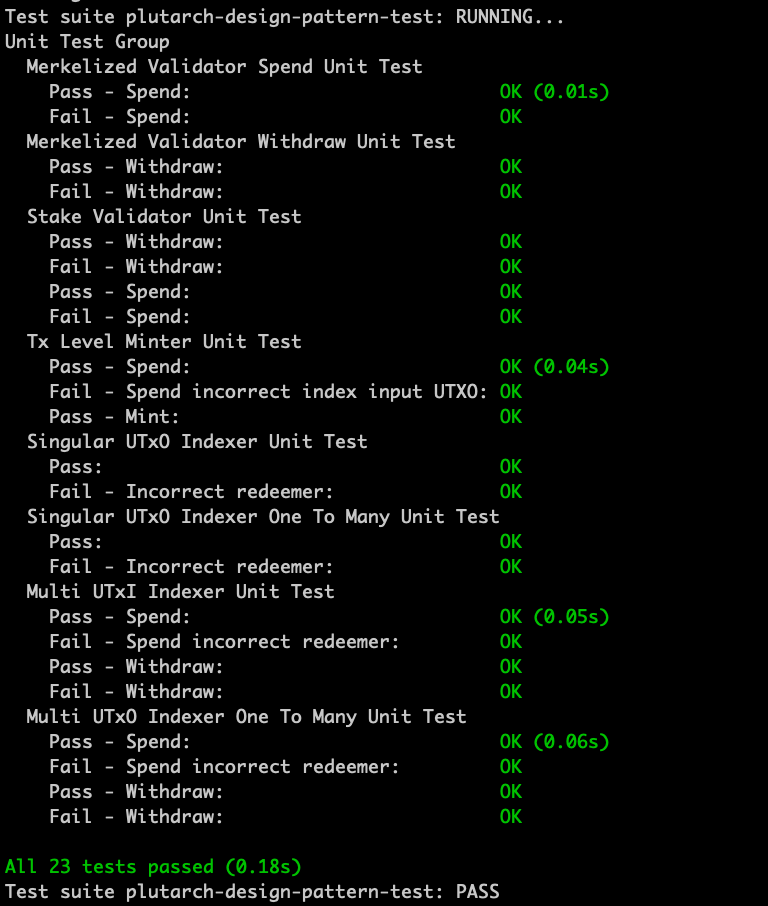 Test suite plutarch-design-pattern-test: RUNNING...
Unit Test Group
  Merkelized Validator Spend Unit Test
    Pass - Spend:                            OK (0.01s)
    Fail - Spend:                            OK
  Merkelized Validator Withdraw Unit Test
    Pass - Withdraw:                         OK
    Fail - Withdraw:                         OK
  Stake Validator Unit Test
    Pass - Withdraw:                         OK
    Fail - Withdraw:                         OK
    Pass - Spend:                            OK
    Fail - Spend:                            OK
  Tx Level Minter Unit Test
    Pass - Spend:                            OK (0.04s)
    Fail - Spend incorrect index input UTXO: OK
    Pass - Mint:                             OK
  Singular UTxO Indexer Unit Test
    Pass:                                    OK
    Fail - Incorrect redeemer:               OK
  Singular UTxO Indexer One To Many Unit Test
    Pass:                                    OK
    Fail - Incorrect redeemer:               OK
  Multi UTxI Indexer Unit Test
    Pass - Spend:                            OK (0.05s)
    Fail - Spend incorrect redeemer:         OK
    Pass - Withdraw:                         OK
    Fail - Withdraw:                         OK
  Multi UTxO Indexer One To Many Unit Test
    Pass - Spend:                            OK (0.06s)
    Fail - Spend incorrect redeemer:         OK
    Pass - Withdraw:                         OK
    Fail - Withdraw:                         OK

All 23 tests passed (0.18s)
Test suite plutarch-design-pattern-test: PASS